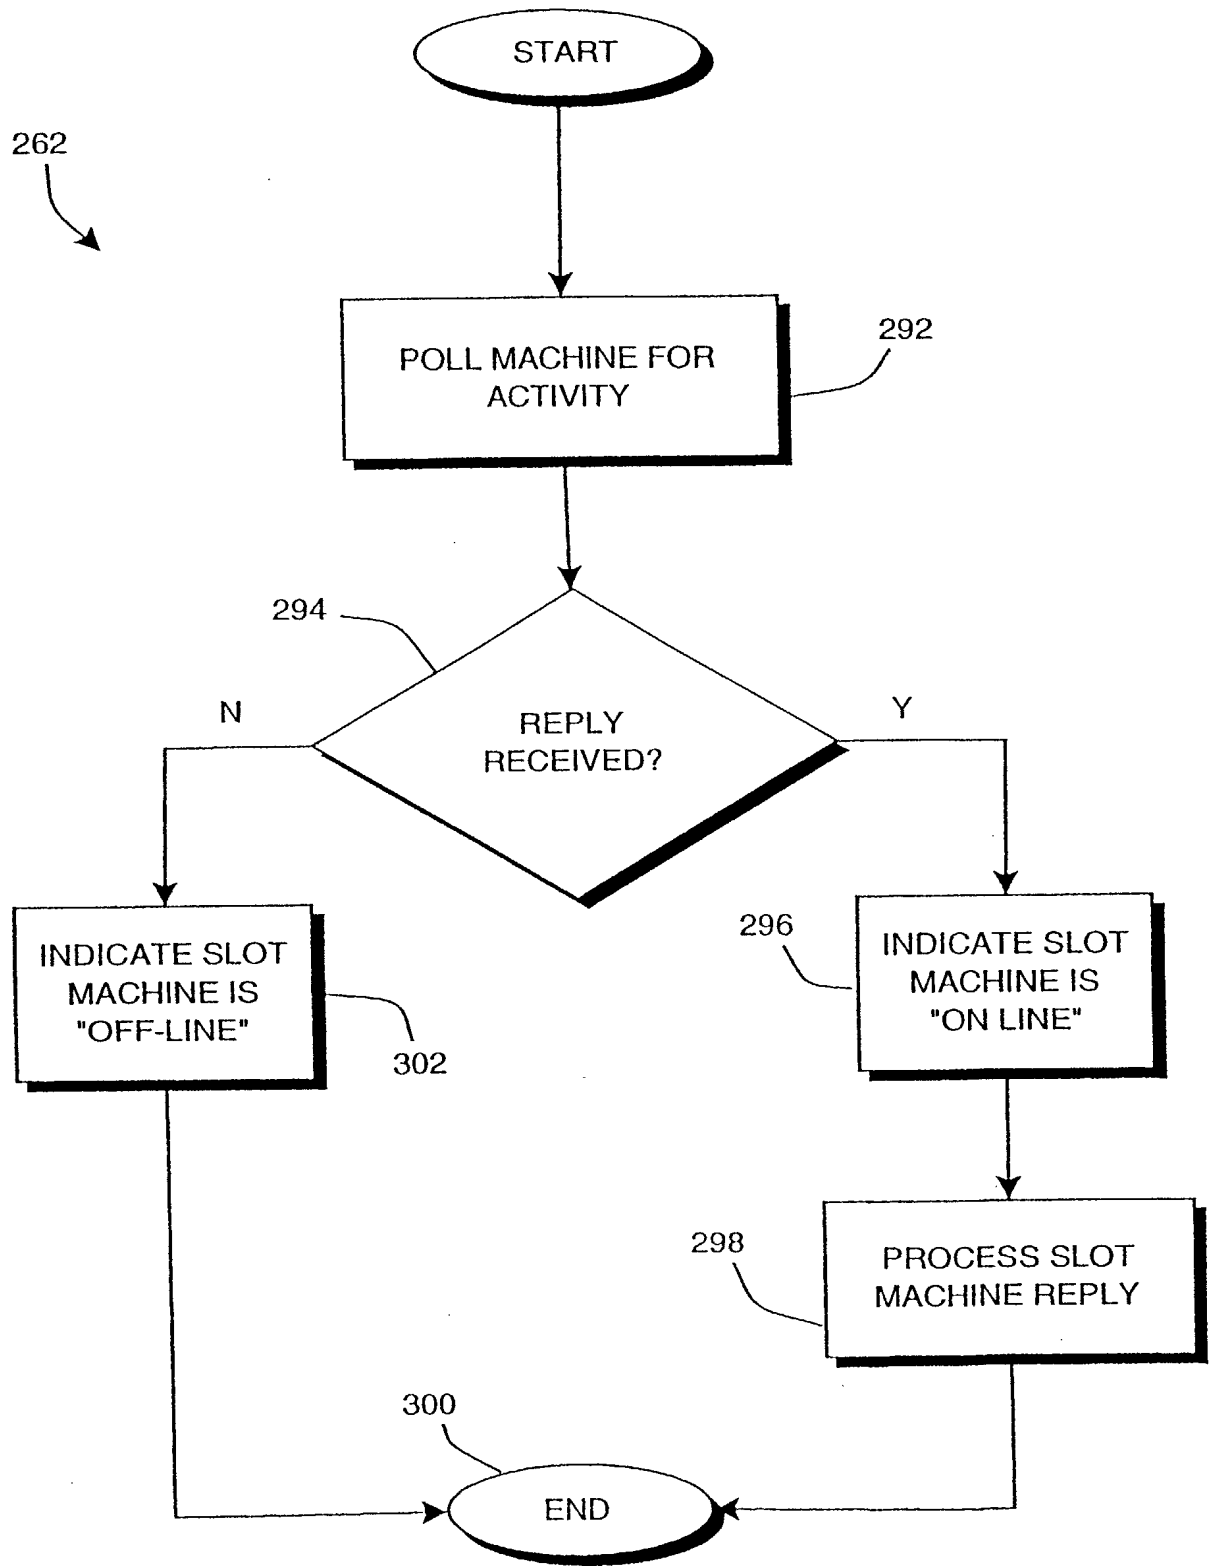 START
262
292
POLL MACHINE FOR
ACTIVITY
294
N
Y
REPLY
RECEIVED?
296
INDICATE SLOT
MACHINE IS
"OFF-LINE"
INDICATE SLOT
MACHINE IS
"ON LINE"
302
298
PROCESS SLOT
MACHINE REPLY
300
END